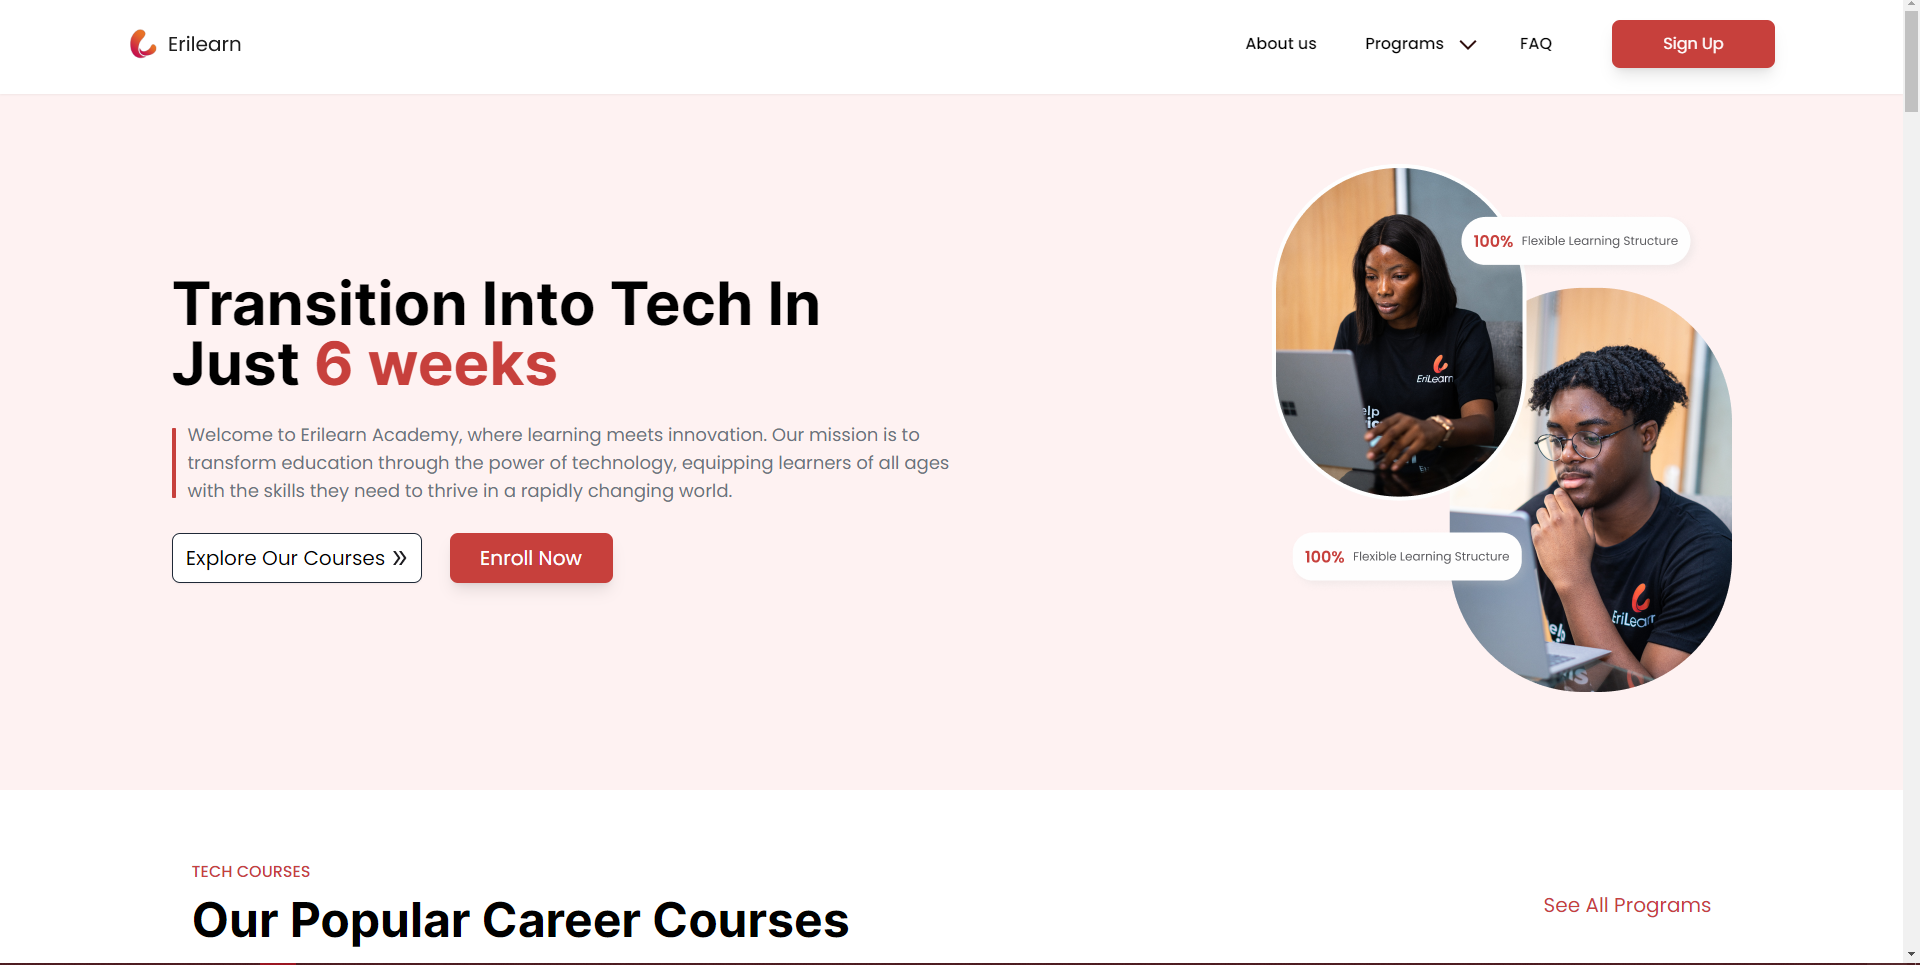 Erilearn
About us
Programs
FAQ
Sign Up
Transition Into Tech In
Just 6 weeks
Welcome to Erilearn Academy, where learning meets innovation. Our mission is to
transform education through the power of technology, equipping learners of all ages
with the skills they need to thrive in a rapidly changing world.
Explore Our Courses »
Enroll Now
100% Flexible Learning Structure
EriLearn
elp
100% Flexible Learning Structure
EriLearn
elp
TECH COURSES
Our Popular Career Courses
See All Programs